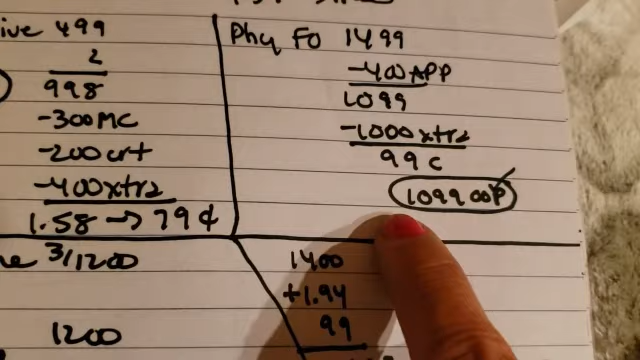 ive 499
2
998
-300MC
-200crt
-400xtra
1.58 → 79¢
Phy FO 1499
-400APP
1099
-1000xtra
99c
1099 OOP
3/1200
1200
1400
+1.94
99